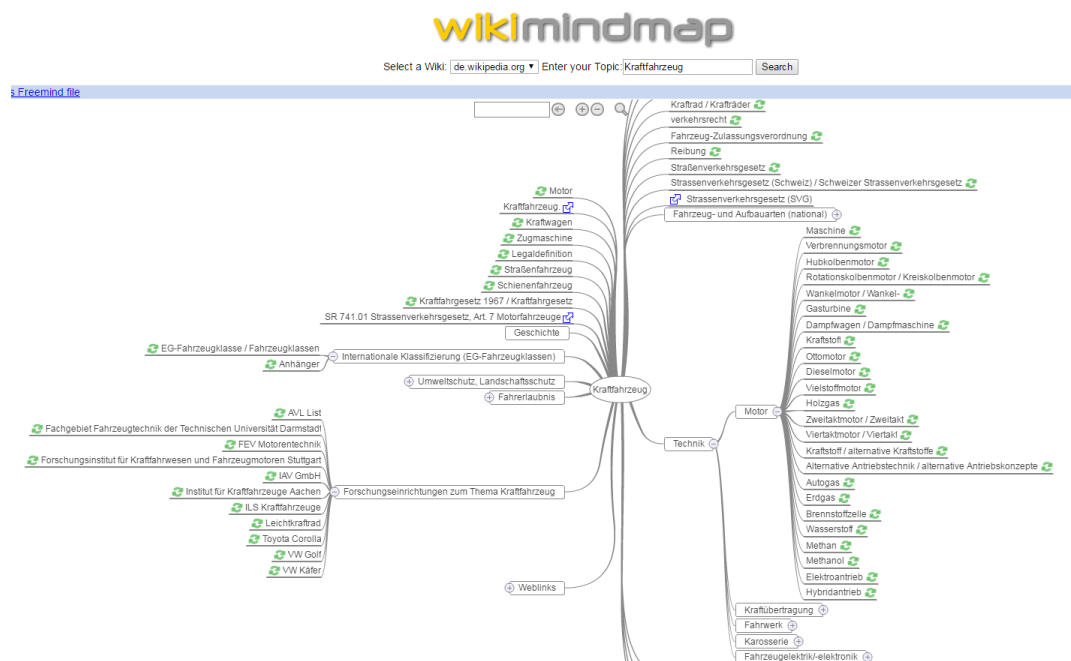 wikimindmap
Select a Wiki: de.wikipedia.org Enter your Topic: Kraftfahrzeug Search
s Freemind file
Kraftrad / Krafträder
verkehrsrecht
Fahrzeug-Zulassungsverordnung
Reibung
Straßenverkehrsgesetz
Strassenverkehrsgesetz (Schweiz) / Schweizer Strassenverkehrsgesetz
Strassenverkehrsgesetz (SVG)
Fahrzeug- und Aufbauarten (national)
Motor
Kraftfahrzeug.
Kraftwagen
Zugmaschine
Legaldefinition
Straßenfahrzeug
Schienenfahrzeug
Kraftfahrgesetz 1967 / Kraftfahrgesetz
SR 741.01 Strassenverkehrsgesetz, Art. 7 Motorfahrzeuge
Geschichte
EG-Fahrzeugklasse / Fahrzeugklassen
Anhänger
Internationale Klassifizierung (EG-Fahrzeugklassen)
Umweltschutz, Landschaftsschutz
Fahrerlaubnis
Kraftfahrzeug
AVL List
Fachgebiet Fahrzeugtechnik der Technischen Universität Darmstadt
FEV Motorentechnik
Forschungsinstitut für Kraftfahrwesen und Fahrzeugmotoren Stuttgart
IAV GmbH
Institut für Kraftfahrzeuge Aachen
ILS Kraftfahrzeuge
Leichtkraftrad
Toyota Corolla
VW Golf
VW Käfer
Forschungseinrichtungen zum Thema Kraftfahrzeug
Weblinks
Technik
Motor
Maschine
Verbrennungsmotor
Hubkolbenmotor
Rotationskolbenmotor / Kreiskolbenmotor
Wankelmotor / Wankel-
Gasturbine
Dampfwagen / Dampfmaschine
Kraftstoff
Ottomotor
Dieselmotor
Vielstoffmotor
Holzgas
Zweitaktmotor / Zweitakt
Viertaktmotor / Viertakt
Kraftstoff / alternative Kraftstoffe
Alternative Antriebstechnik / alternative Antriebskonzepte
Autogas
Erdgas
Brennstoffzelle
Wasserstoff
Methan
Methanol
Elektroantrieb
Hybridantrieb
Kraftübertragung
Fahrwerk
Karosserie
Fahrzeugelektrik/-elektronik